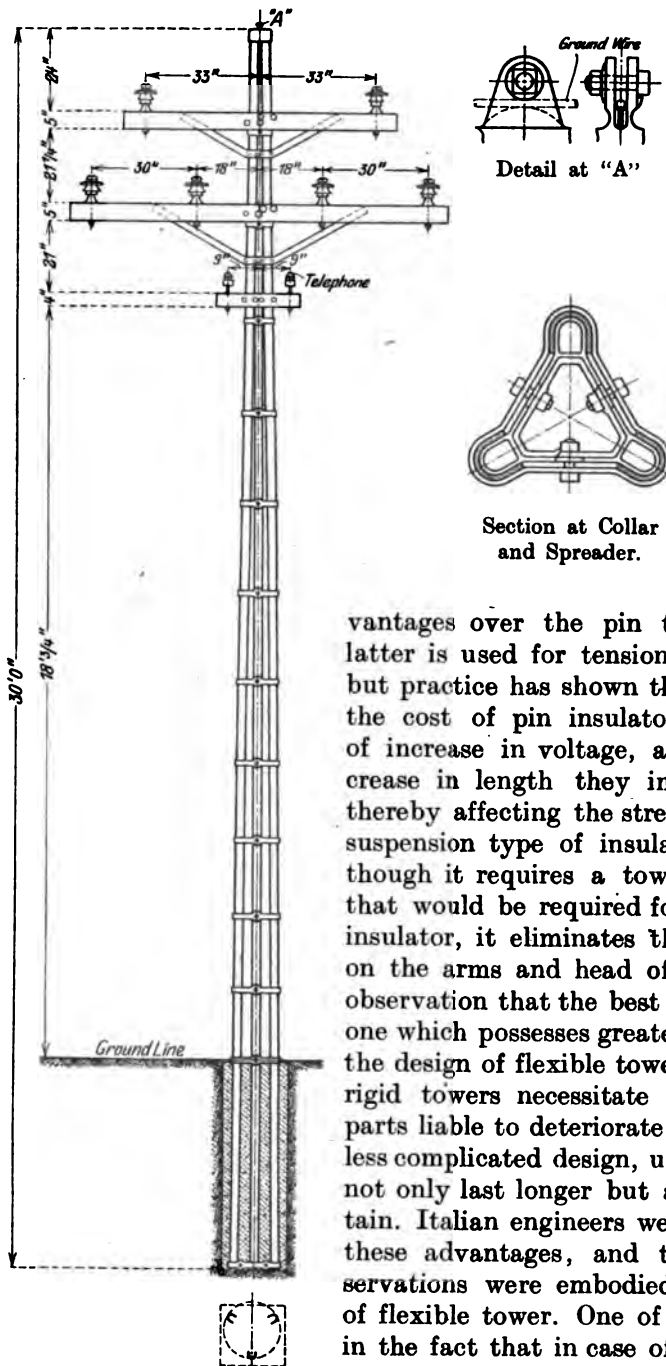 "A"
33" 33"
24"
5"
21 1/4"
30" 18" 18" 30"
5"
21"
9" 9"
Telephone
4"
18' 3/4"
30'0"
Ground Line
Ground Wire
Detail at "A"
Section at Collar
and Spreader.
vantages over the pin t
latter is used for tension
but practice has shown th
the cost of pin insulato
of increase in voltage, a
crease in length they in
thereby affecting the stre
suspension type of insula
though it requires a tow
that would be required fo
insulator, it eliminates th
on the arms and head of
observation that the best
one which possesses greate
the design of flexible towe
rigid towers necessitate
parts liable to deteriorate
less complicated design, u
not only last longer but a
tain. Italian engineers we
these advantages, and t
servations were embodied
of flexible tower. One of
in the fact that in case of